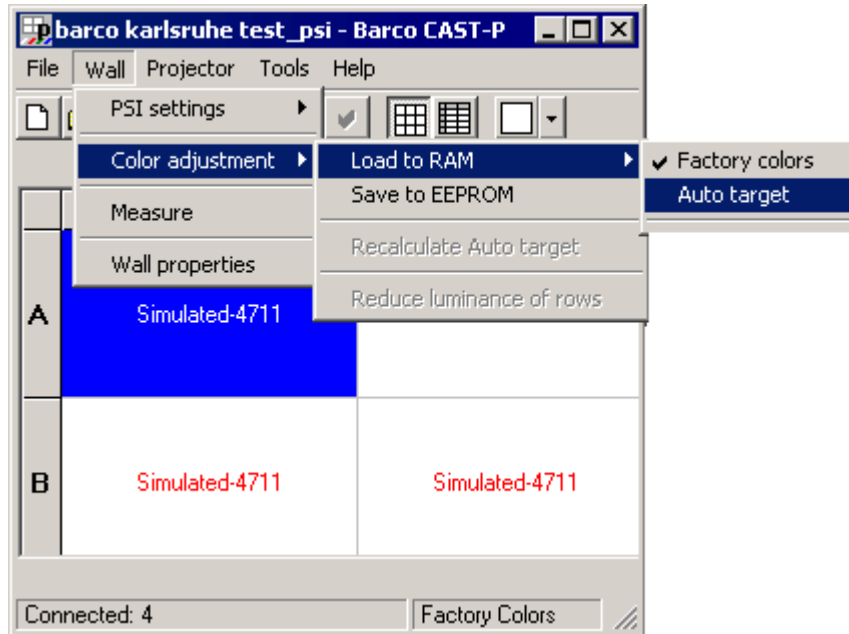 barco karlsruhe test_psi - Barco CAST-P
File Wall Projector Tools Help
PSI settings
Color adjustment
Measure
Wall properties
Load to RAM
Save to EEPROM
Recalculate Auto target
Reduce luminance of rows
Factory colors
Auto target
A
Simulated-4711
B
Simulated-4711 Simulated-4711
Connected: 4 Factory Colors